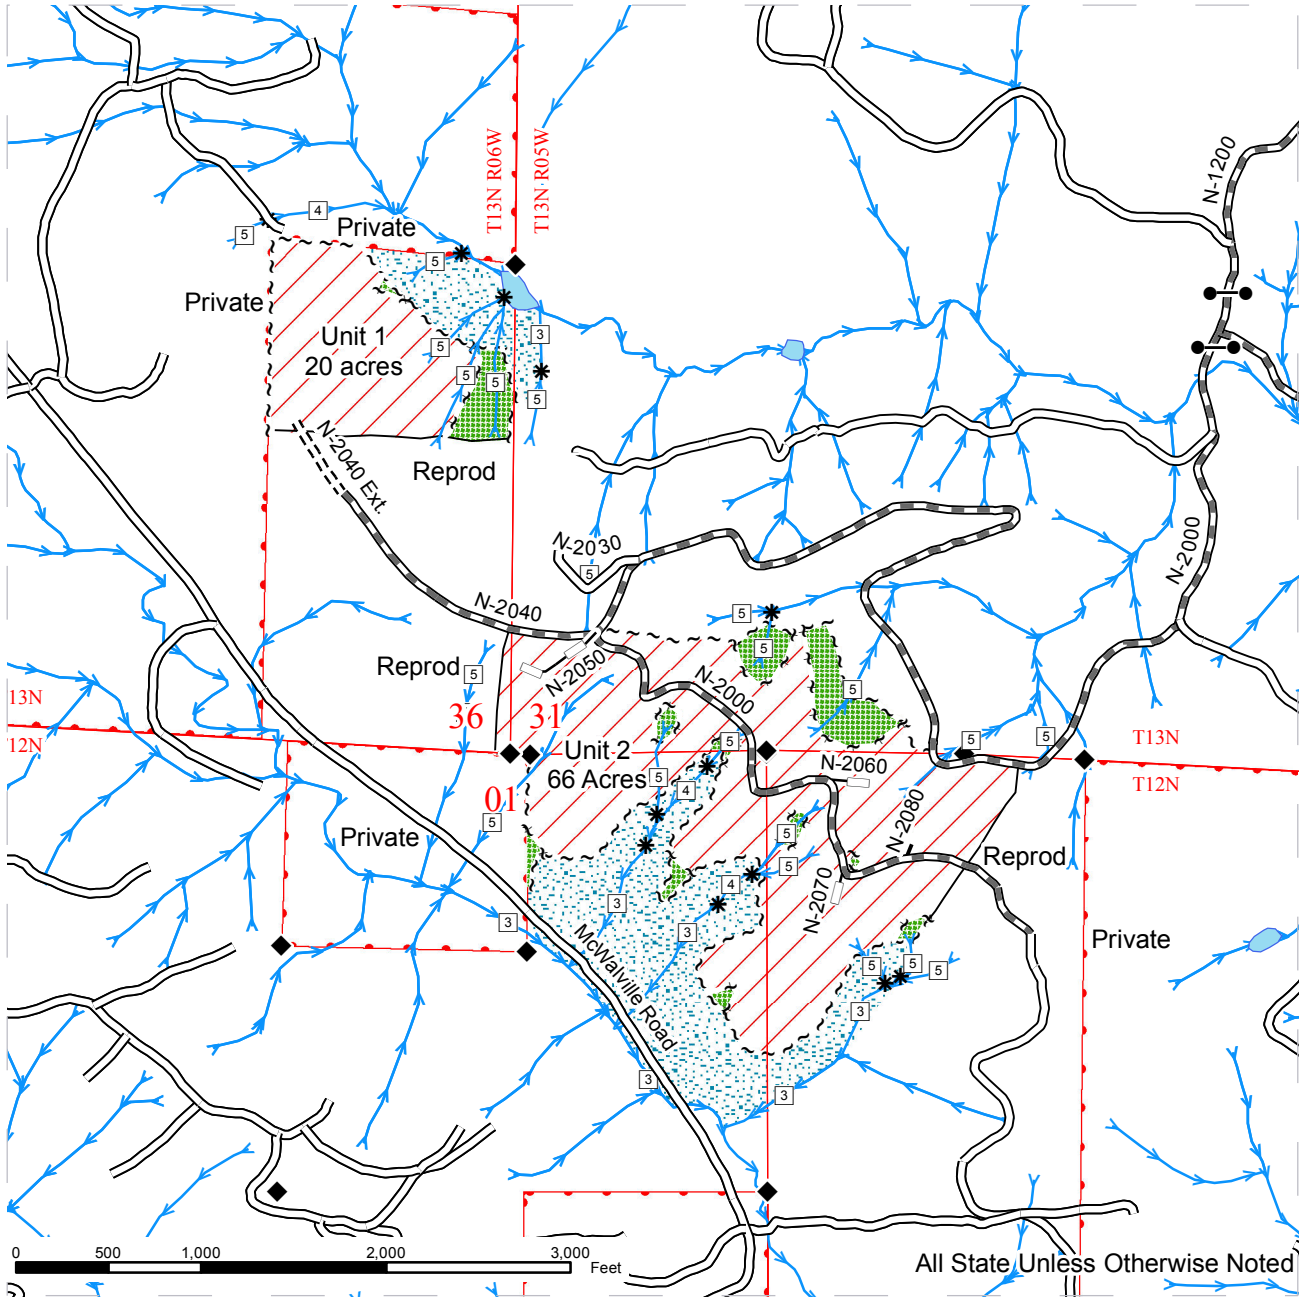 T13N R06W
T13N R05W
N-1200
4
Private
5
5
Private
Unit 1
20 acres
3
5
5
5
5
N-2040 Ext.
Reprod
N-2000
N-2030
5
N-2040
5
Reprod
5
N-2050
5
N-2000
5
36
31
13N
12N
T13N
T12N
5
5
5
Unit 2
66 Acres
5
4
N-2060
01
5
Private
N-2080
5
Reprod
5
4
N-2070
3
3
3
McWalville Road
Private
5
5
5
3
3
3
0
500
1,000
2,000
3,000
Feet
All State Unless Otherwise Noted